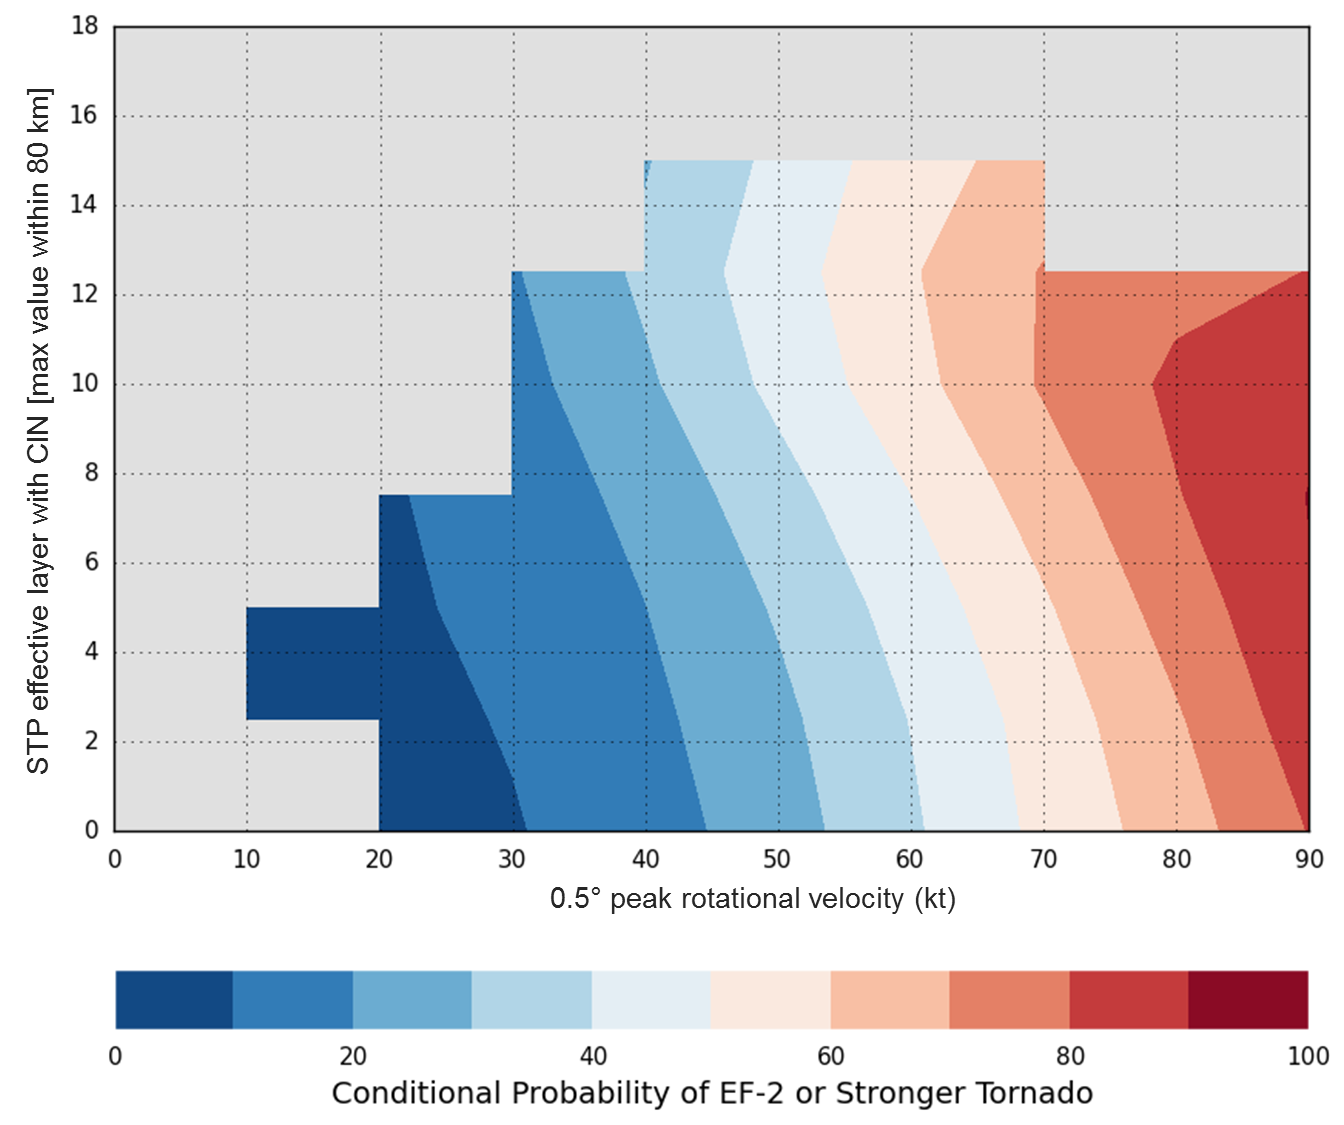 STP effective layer with CIN [max value within 80 km]
18
16
14
12
10
8
6
4
2
0
0 10 20 30 40 50 60 70 80 90
0.5° peak rotational velocity (kt)
0 20 40 60 80 100
Conditional Probability of EF-2 or Stronger Tornado